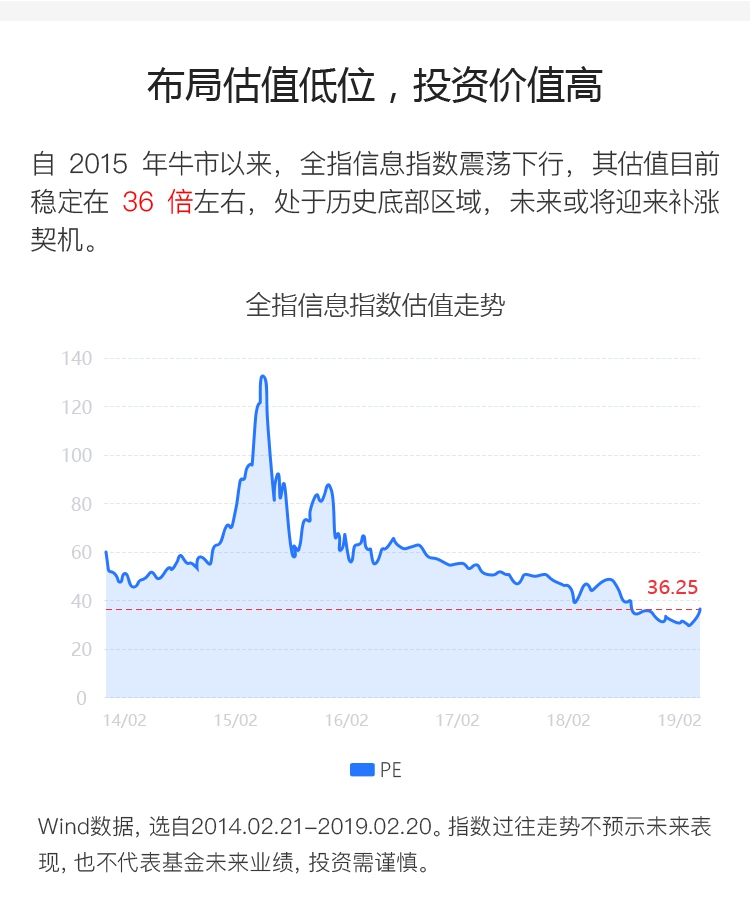 布局估值低位，投资价值高
自 2015 年牛市以来，全指信息指数震荡下行，其估值目前
稳定在 36 倍左右，处于历史底部区域，未来或将迎来补涨
契机。
全指信息指数估值走势
140
120
100
80
60
40
20
0
36.25
14/02 15/02 16/02 17/02 18/02 19/02
PE
Wind数据, 选自2014.02.21–2019.02.20。指数过往走势不预示未来表
现, 也不代表基金未来业绩, 投资需谨慎。